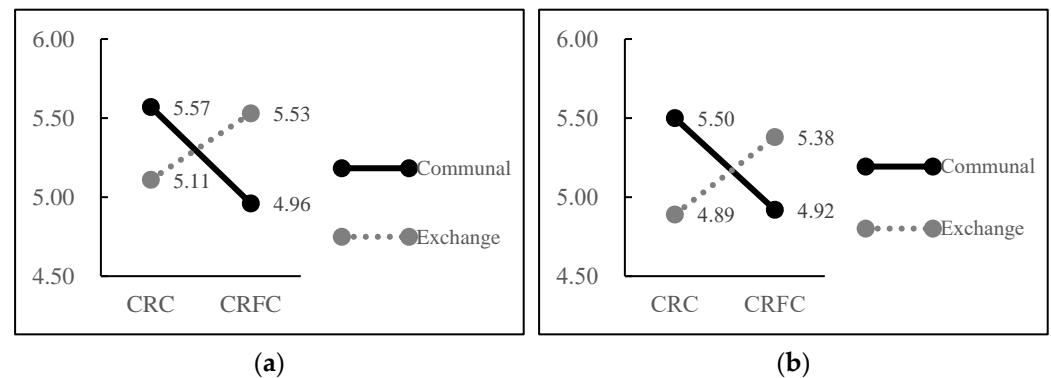 6.00
5.50
5.00
4.50
5.57
5.53
5.11
4.96
CRC CRFC
Communal
Exchange
(a)
6.00
5.50
5.00
4.50
5.50
5.38
4.89
4.92
CRC CRFC
Communal
Exchange
(b)